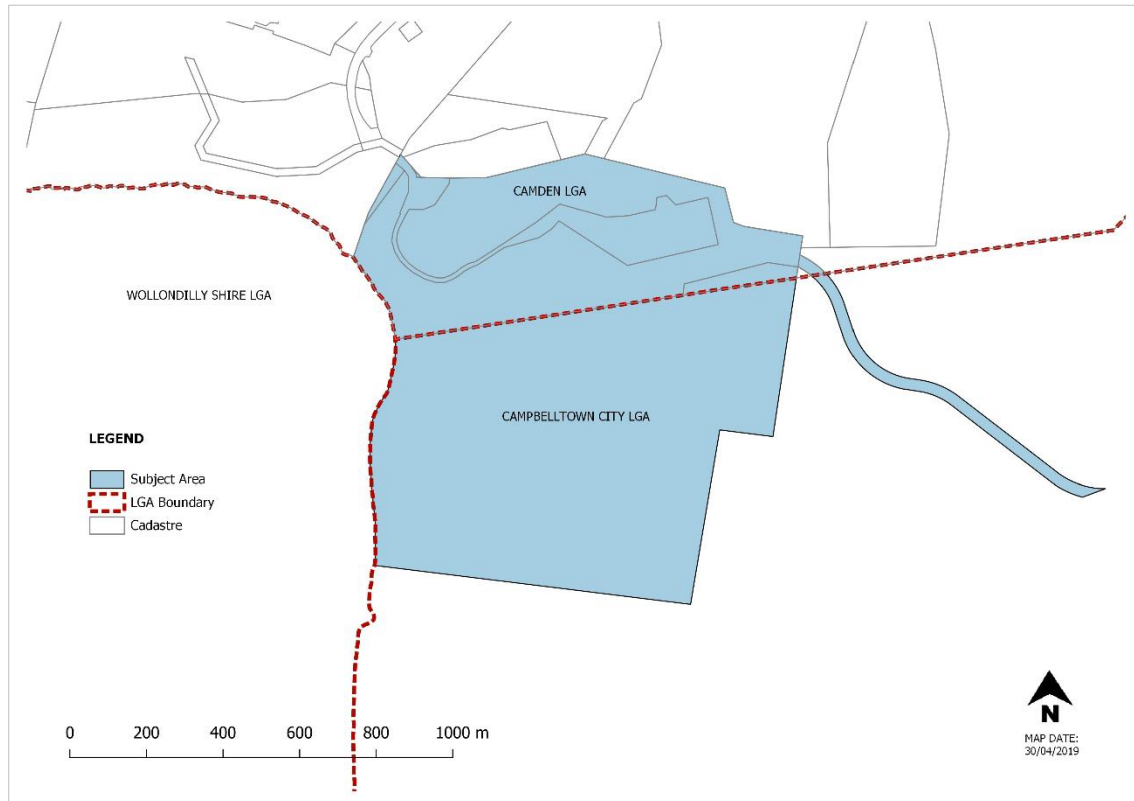 CAMDEN LGA
WOLLONDILLY SHIRE LGA
CAMPBELLTOWN CITY LGA
LEGEND
Subject Area
LGA Boundary
Cadastre
0 200 400 600 800 1000 m
N
MAP DATE:
30/04/2019